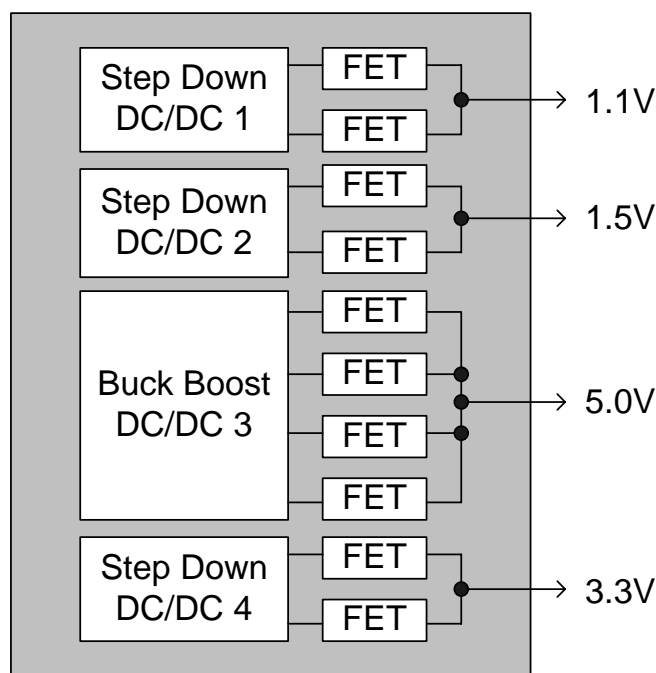 Step Down
DC/DC 1
FET
FET
1.1V
Step Down
DC/DC 2
FET
FET
1.5V
Buck Boost
DC/DC 3
FET
FET
FET
FET
5.0V
Step Down
DC/DC 4
FET
FET
3.3V